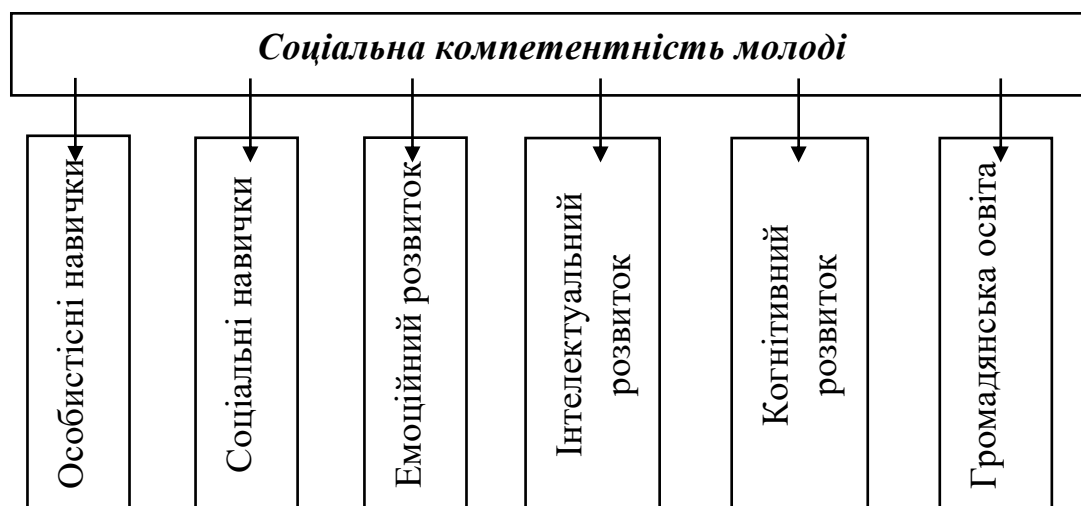 Соціальна компетентність молоді
Особистісні навички
Соціальні навички
Емоційний розвиток
Інтелектуальний
розвиток
Когнітивний
розвиток
Громадянська освіта